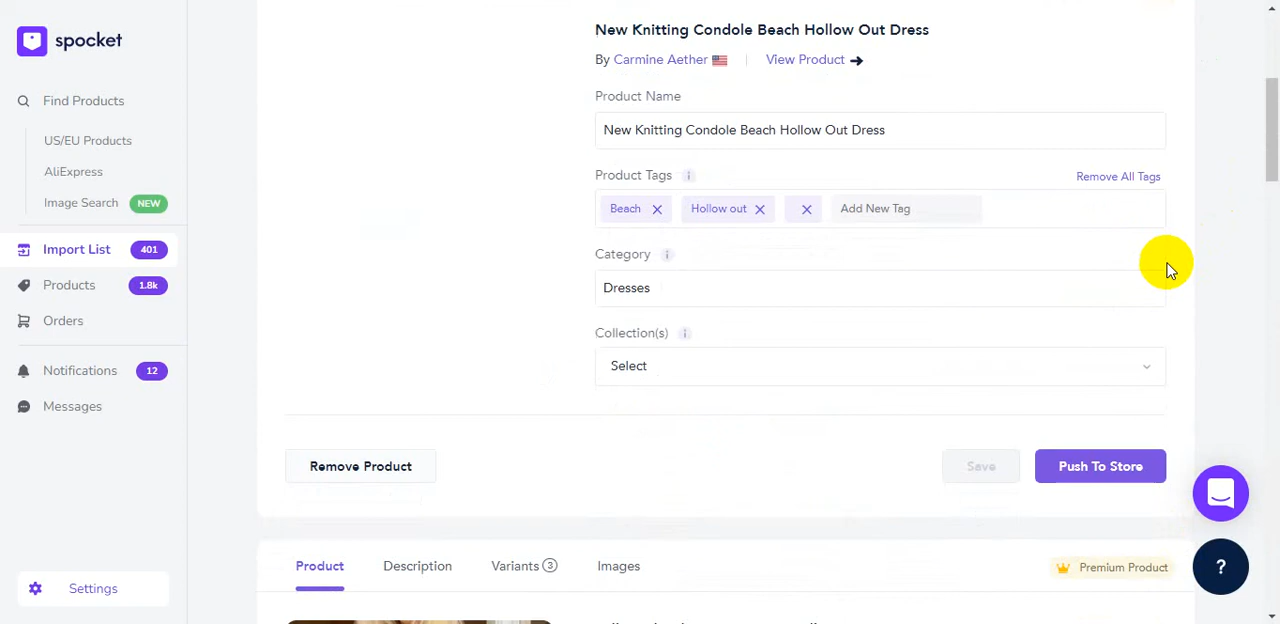 spocket
Find Products
US/EU Products
AliExpress
Image Search NEW
Import List 401
Products 1.8k
Orders
Notifications 12
Messages
Settings
New Knitting Condole Beach Hollow Out Dress
By Carmine Aether View Product
Product Name
New Knitting Condole Beach Hollow Out Dress
Product Tags i Remove All Tags
Beach Hollow out Add New Tag
Category i
Dresses
Collection(s) i
Select
Remove Product Save Push To Store
?
Product Description Variants 3 Images Premium Product